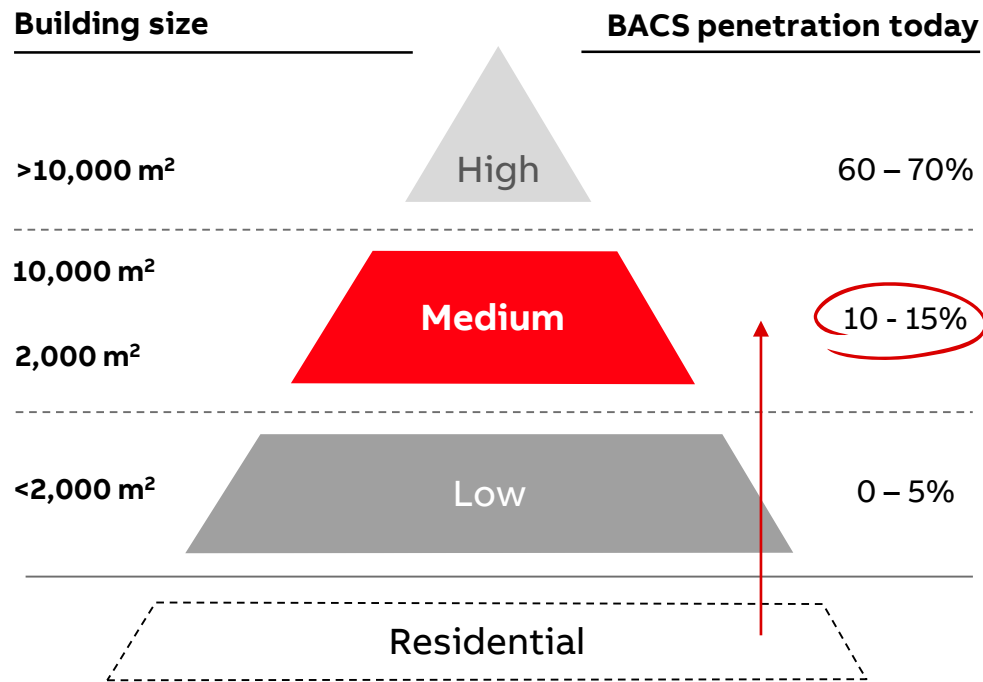 Building size
BACS penetration today
>10,000 m²
High
60 – 70%
10,000 m²
Medium
10 - 15%
2,000 m²
<2,000 m²
Low
0 – 5%
Residential